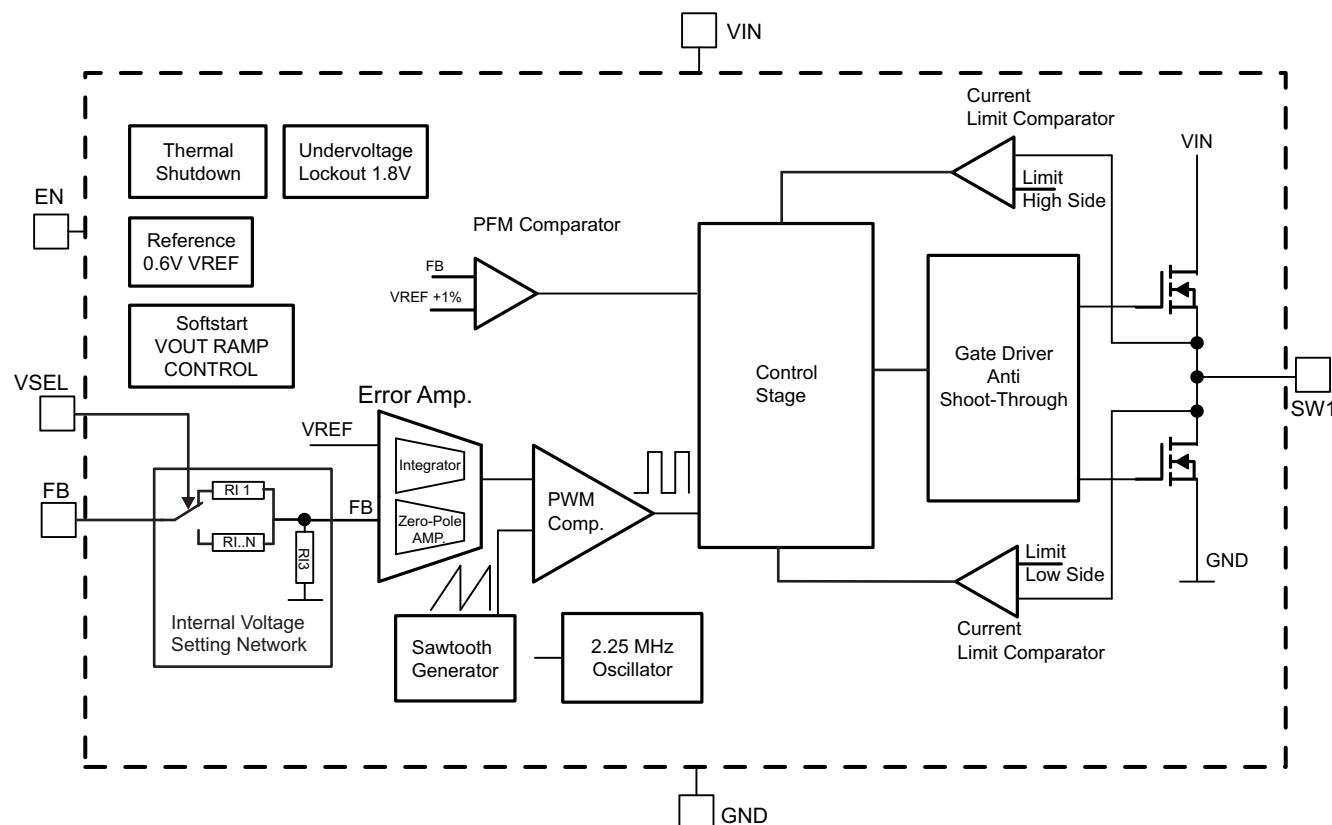 VIN
Current
Limit Comparator
Thermal
Shutdown
Undervoltage
Lockout 1.8V
VIN
EN
Limit
High Side
Reference
0.6V VREF
PFM Comparator
FB
VREF +1%
Softstart
VOUT RAMP
CONTROL
Control
Stage
Gate Driver
Anti
Shoot-Through
VSEL
SW1
Error Amp.
VREF
Integrator
FB
RI 1
FB
Zero-Pole
AMP.
PWM
Comp.
RI..N
RI3
Limit
Low Side
GND
Internal Voltage
Setting Network
Sawtooth
Generator
2.25 MHz
Oscillator
Current
Limit Comparator
GND